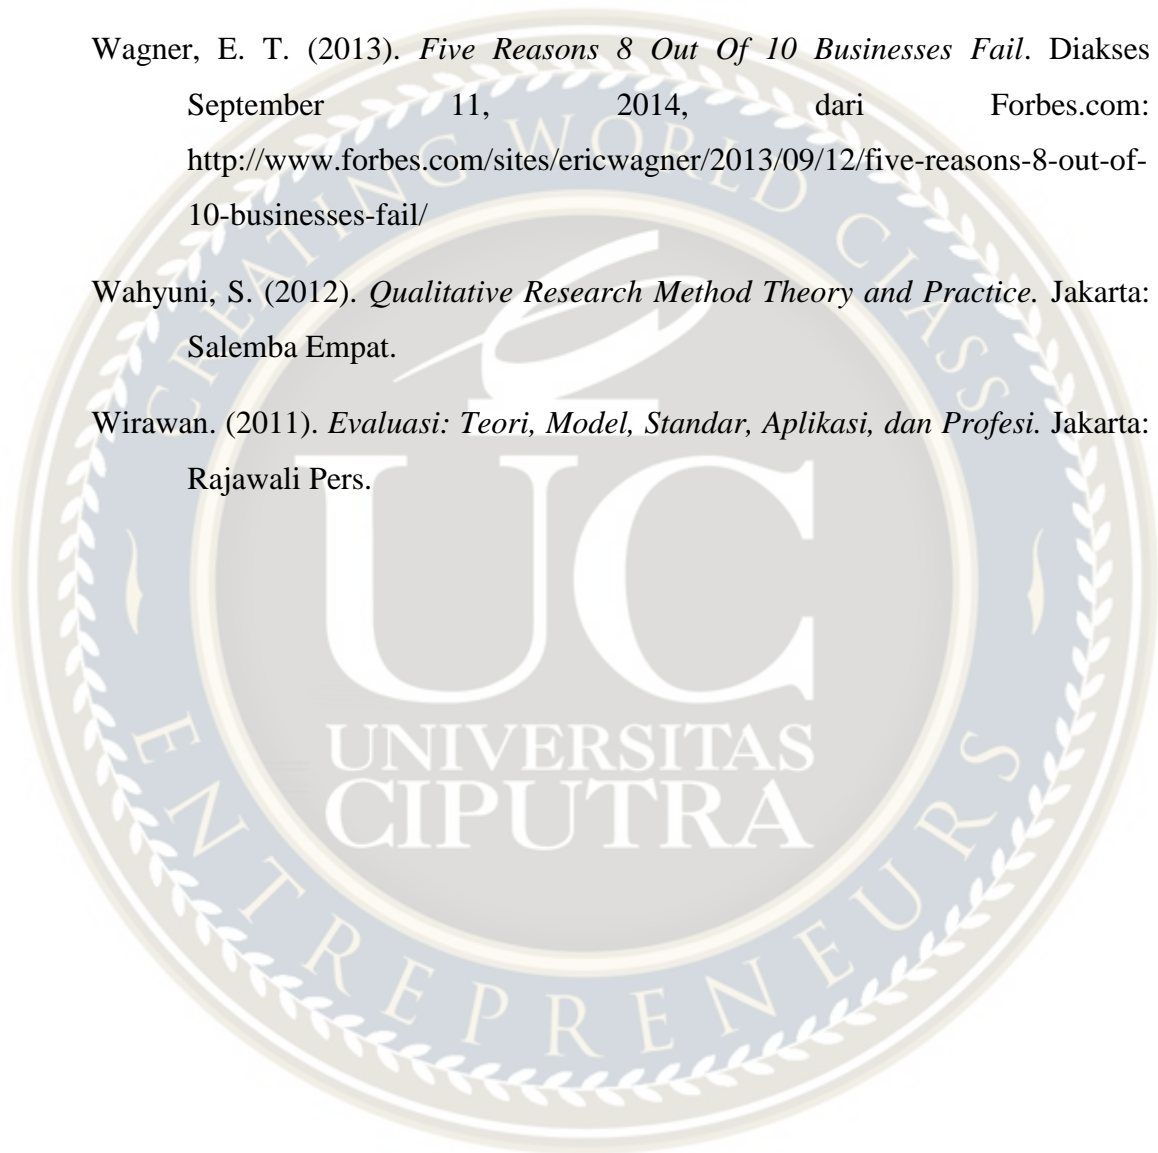 Wagner, E. T. (2013). Five Reasons 8 Out Of 10 Businesses Fail. Diakses
September 11, 2014, dari Forbes.com:
http://www.forbes.com/sites/ericwagner/2013/09/12/five-reasons-8-out-of-
10-businesses-fail/
Wahyuni, S. (2012). Qualitative Research Method Theory and Practice. Jakarta:
Salemba Empat.
Wirawan. (2011). Evaluasi: Teori, Model, Standar, Aplikasi, dan Profesi. Jakarta:
Rajawali Pers.
CREATING WORLD CLASS
UC
UNIVERSITAS
CIPUTRA
ENTREPRENEURS